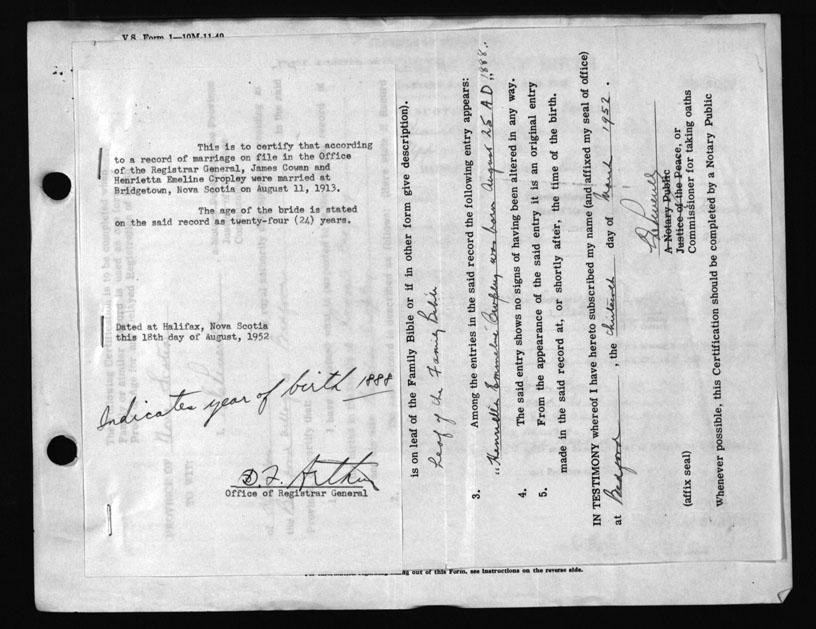 V.S. Form 1—10M-11-49
This is to certify that according
to a record of marriage on file in the Office
of the Registrar General, James Cowan and
Henrietta Emeline Cropley were married at
Bridgetown, Nova Scotia on August 11, 1913.
The age of the bride is stated
on the said record as twenty-four (24) years.
Dated at Halifax, Nova Scotia
this 18th day of August, 1952
Indicates year of birth 1888
Office of Registrar General
is on leaf of the Family Bible or if in other form give description).
Leaf of the Family Bible
3. Among the entries in the said record the following entry appears:
"Henrietta Emmeline Cropley was born August 25 A.D. 1888."
4. The said entry shows no signs of having been altered in any way.
5. From the appearance of the said entry it is an original entry
made in the said record at, or shortly after, the time of the birth.
IN TESTIMONY whereof I have hereto subscribed my name (and affixed my seal of office)
at Bedford, the thirteenth day of March 1952.
A Notary Public
Justice of the Peace, or
Commissioner for taking oaths
(affix seal)
Whenever possible, this Certification should be completed by a Notary Public
ng out of this Form, see instructions on the reverse side.